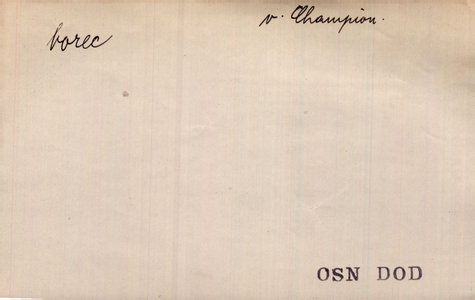 v. Champion.
borec
OSN DOD